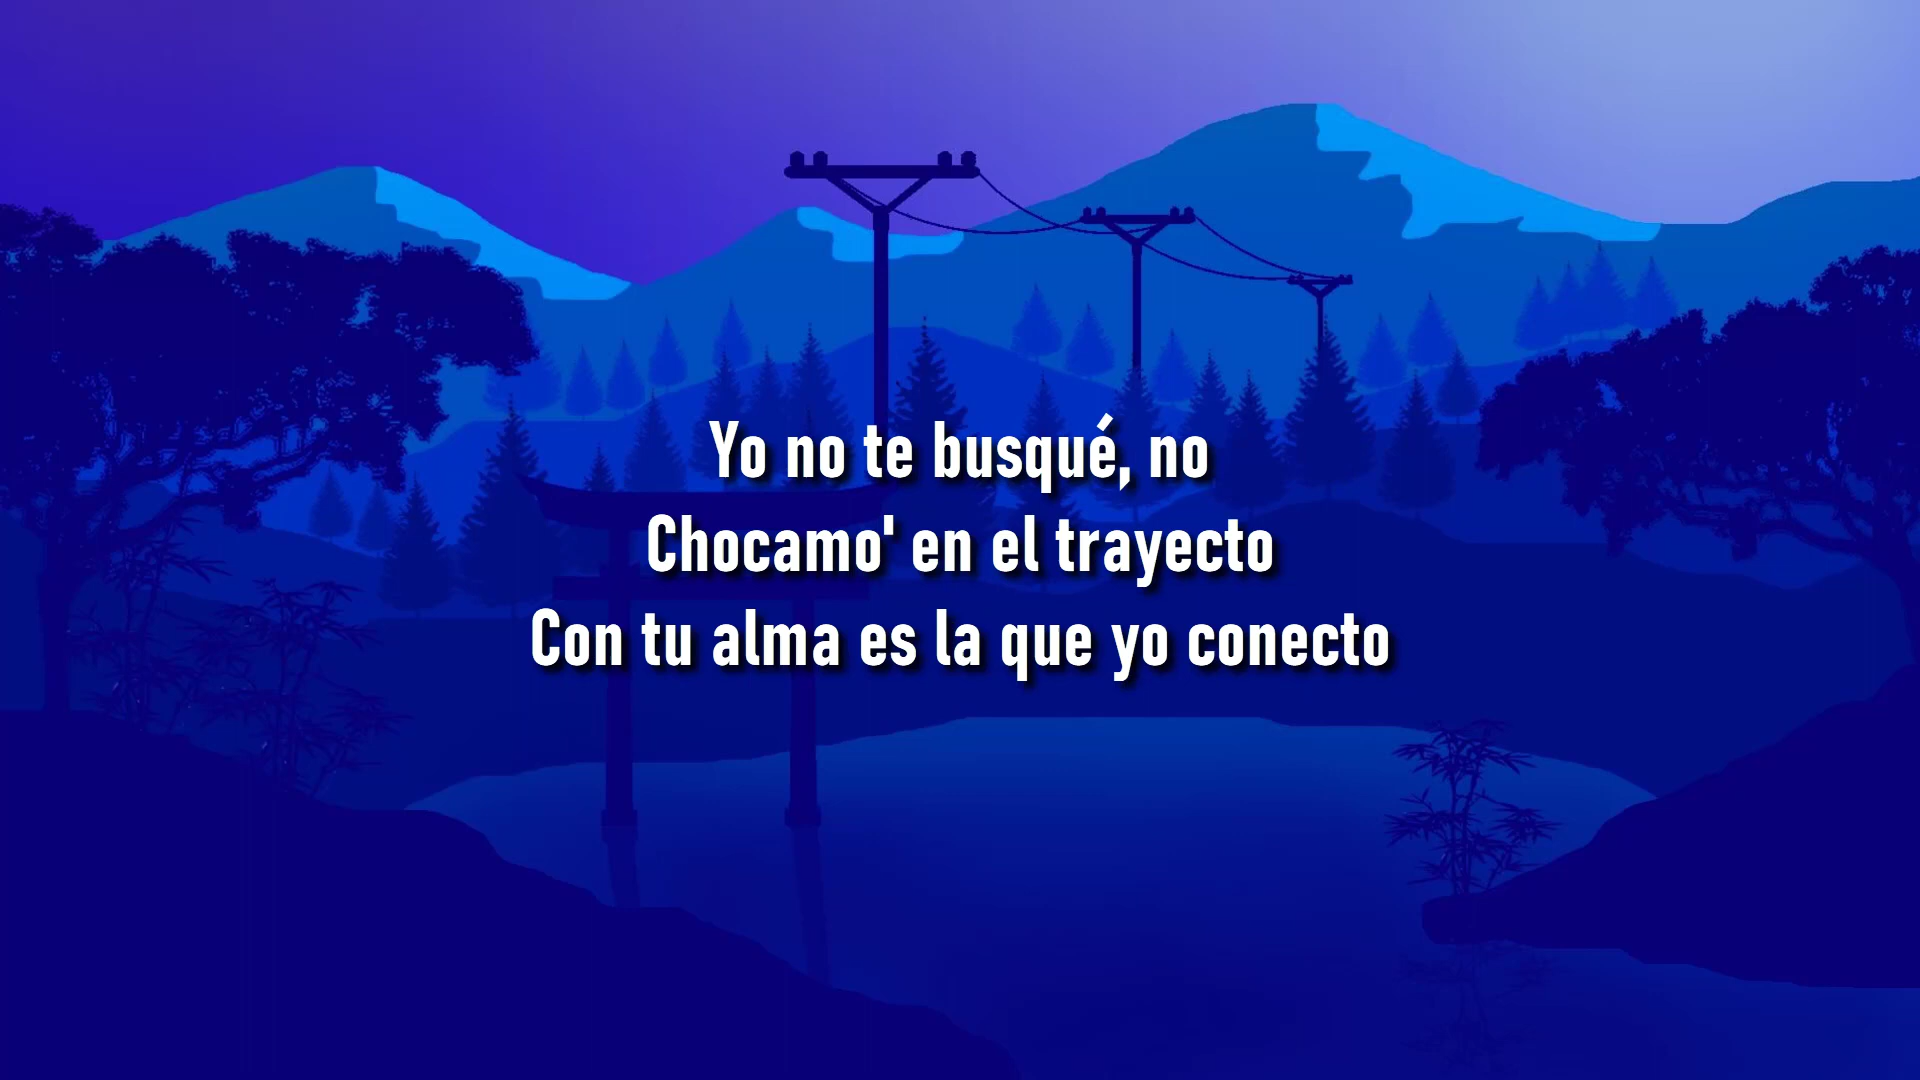 Yo no te busqué, no
Chocamo' en el trayecto
Con tu alma es la que yo conecto